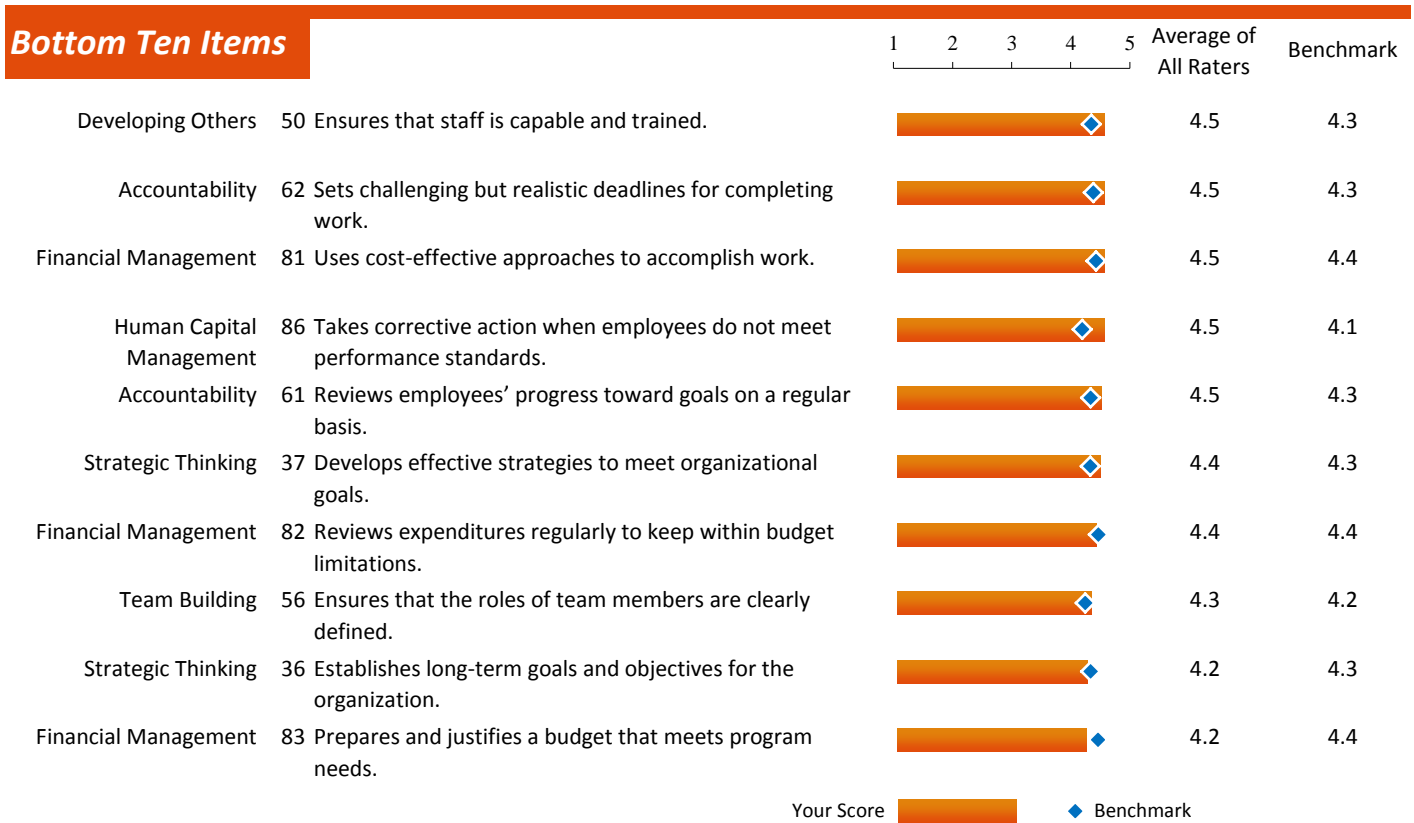 Bottom Ten Items
1 2 3 4 5 Average of All Raters Benchmark
Developing Others 50 Ensures that staff is capable and trained. 4.5 4.3
Accountability 62 Sets challenging but realistic deadlines for completing 4.5 4.3
work.
Financial Management 81 Uses cost-effective approaches to accomplish work. 4.5 4.4
Human Capital 86 Takes corrective action when employees do not meet 4.5 4.1
Management performance standards.
Accountability 61 Reviews employees’ progress toward goals on a regular 4.5 4.3
basis.
Strategic Thinking 37 Develops effective strategies to meet organizational 4.4 4.3
goals.
Financial Management 82 Reviews expenditures regularly to keep within budget 4.4 4.4
limitations.
Team Building 56 Ensures that the roles of team members are clearly 4.3 4.2
defined.
Strategic Thinking 36 Establishes long-term goals and objectives for the 4.2 4.3
organization.
Financial Management 83 Prepares and justifies a budget that meets program 4.2 4.4
needs.
Your Score Benchmark